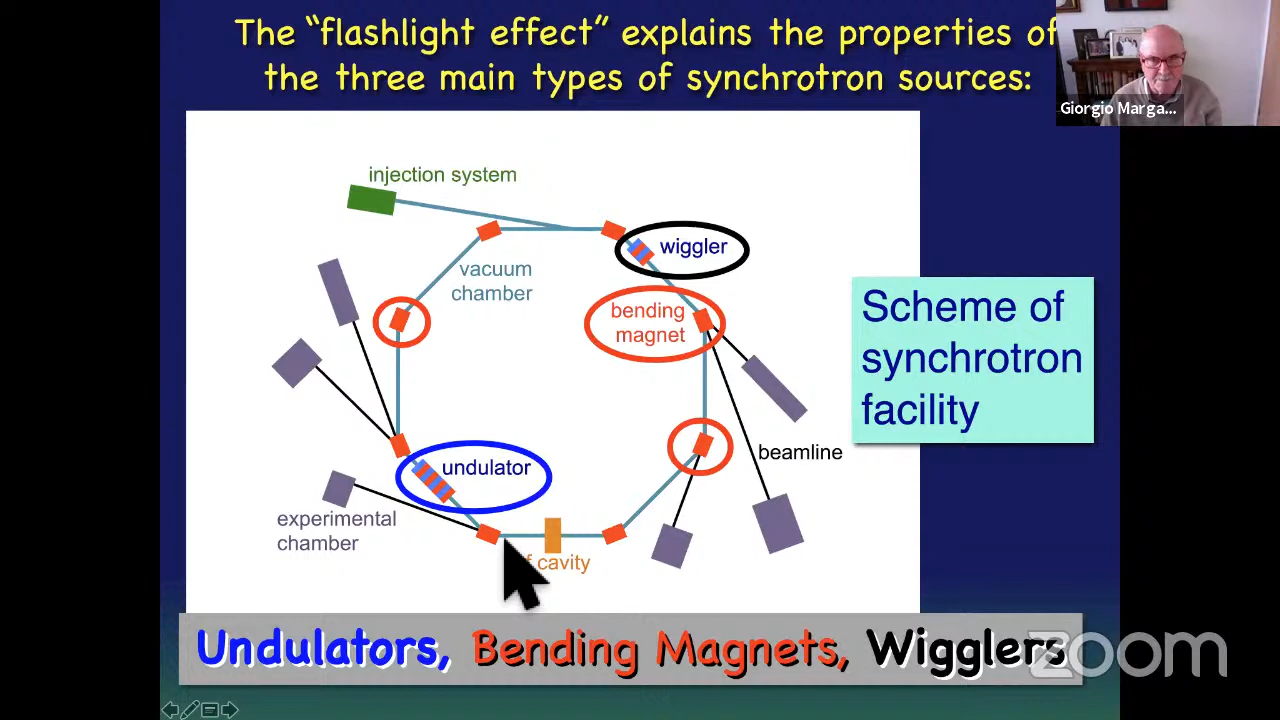 The “flashlight effect” explains the properties of
the three main types of synchrotron sources:
Giorgio Marga...
injection system
wiggler
vacuum
chamber
bending
magnet
Scheme of
synchrotron
facility
beamline
undulator
experimental
chamber
cavity
Undulators, Bending Magnets, Wigglers
zoom